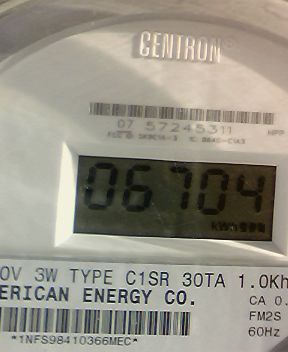 CENTRON
07 57245311
06704
0V 3W TYPE C1SR 30TA 1.0Kh
ERICAN ENERGY CO.
CA 0.
FM2S
60Hz
*1NFS98410366MEC*